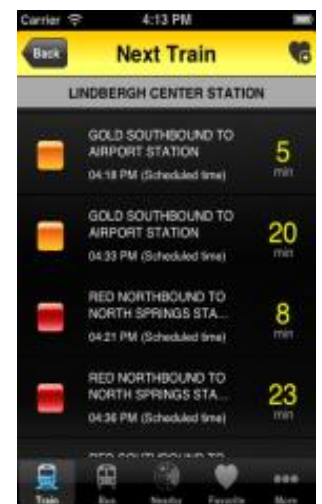 Carrier 4:13 PM
Back Next Train
LINDBERGH CENTER STATION
GOLD SOUTHBOUND TO
AIRPORT STATION
04:18 PM (Scheduled time)
5
min
GOLD SOUTHBOUND TO
AIRPORT STATION
04:33 PM (Scheduled time)
20
min
RED NORTHBOUND TO
NORTH SPRINGS STA...
04:21 PM (Scheduled time)
8
min
RED NORTHBOUND TO
NORTH SPRINGS STA...
04:36 PM (Scheduled time)
23
min
RED SOUTHBOUND TO
Train Bus Nearby Favorite More